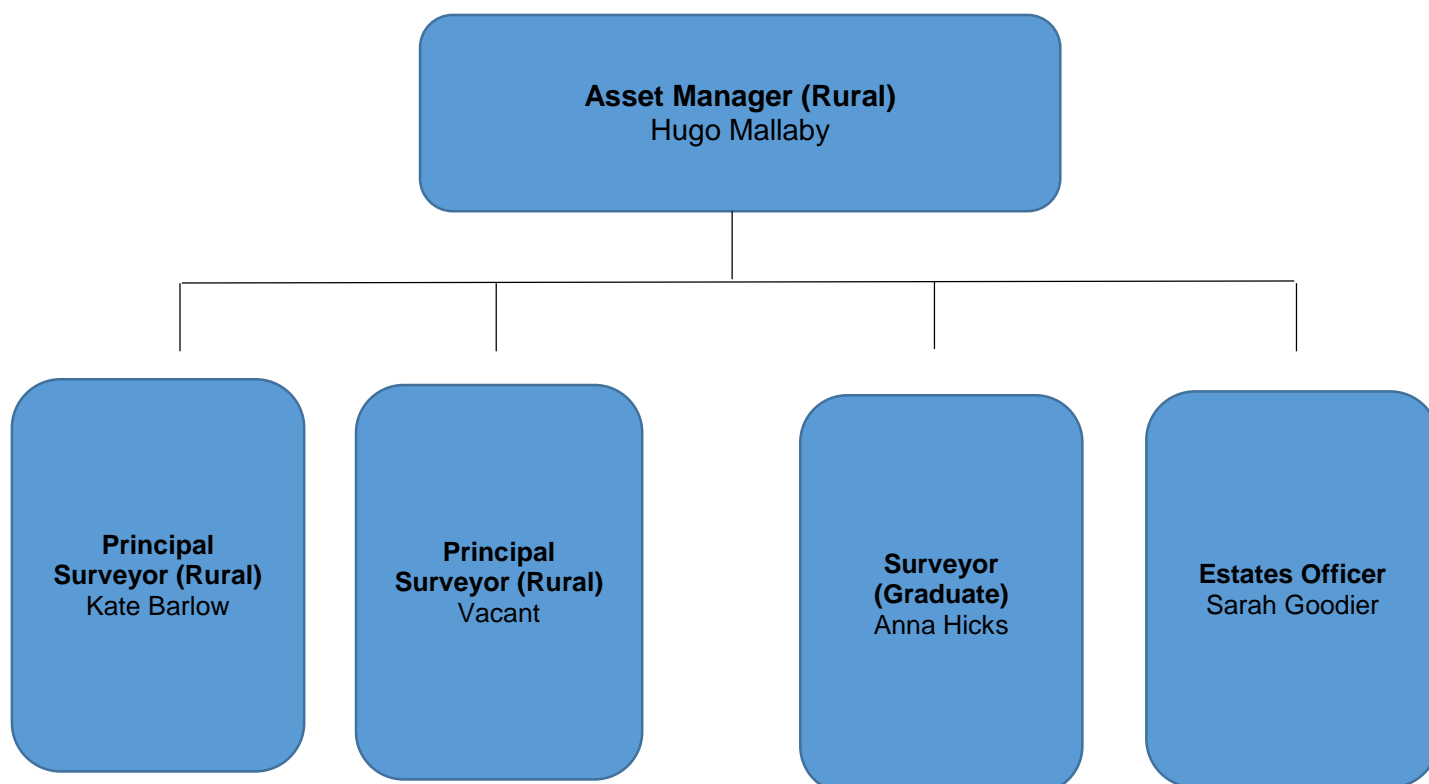 Asset Manager (Rural)
Hugo Mallaby
Principal
Surveyor (Rural)
Kate Barlow
Principal
Surveyor (Rural)
Vacant
Surveyor
(Graduate)
Anna Hicks
Estates Officer
Sarah Goodier